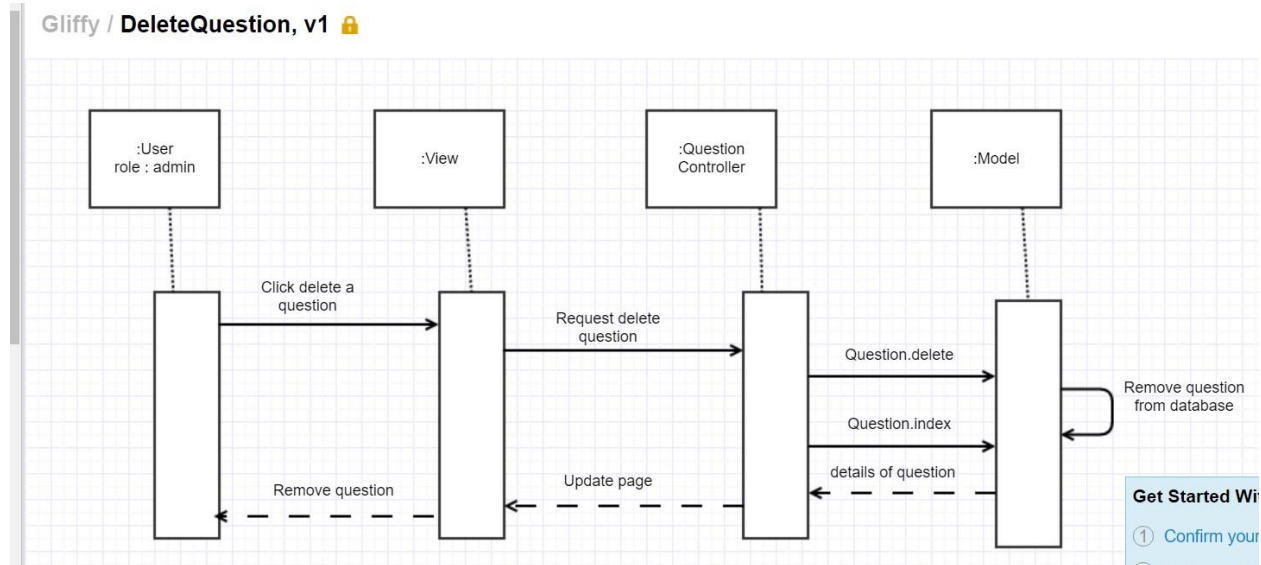 Gliffy / DeleteQuestion, v1
:User
role : admin
:View
:Question
Controller
:Model
Click delete a
question
Request delete
question
Question.delete
Remove question
from database
Question.index
details of question
Update page
Remove question
Get Started Wi
1 Confirm your